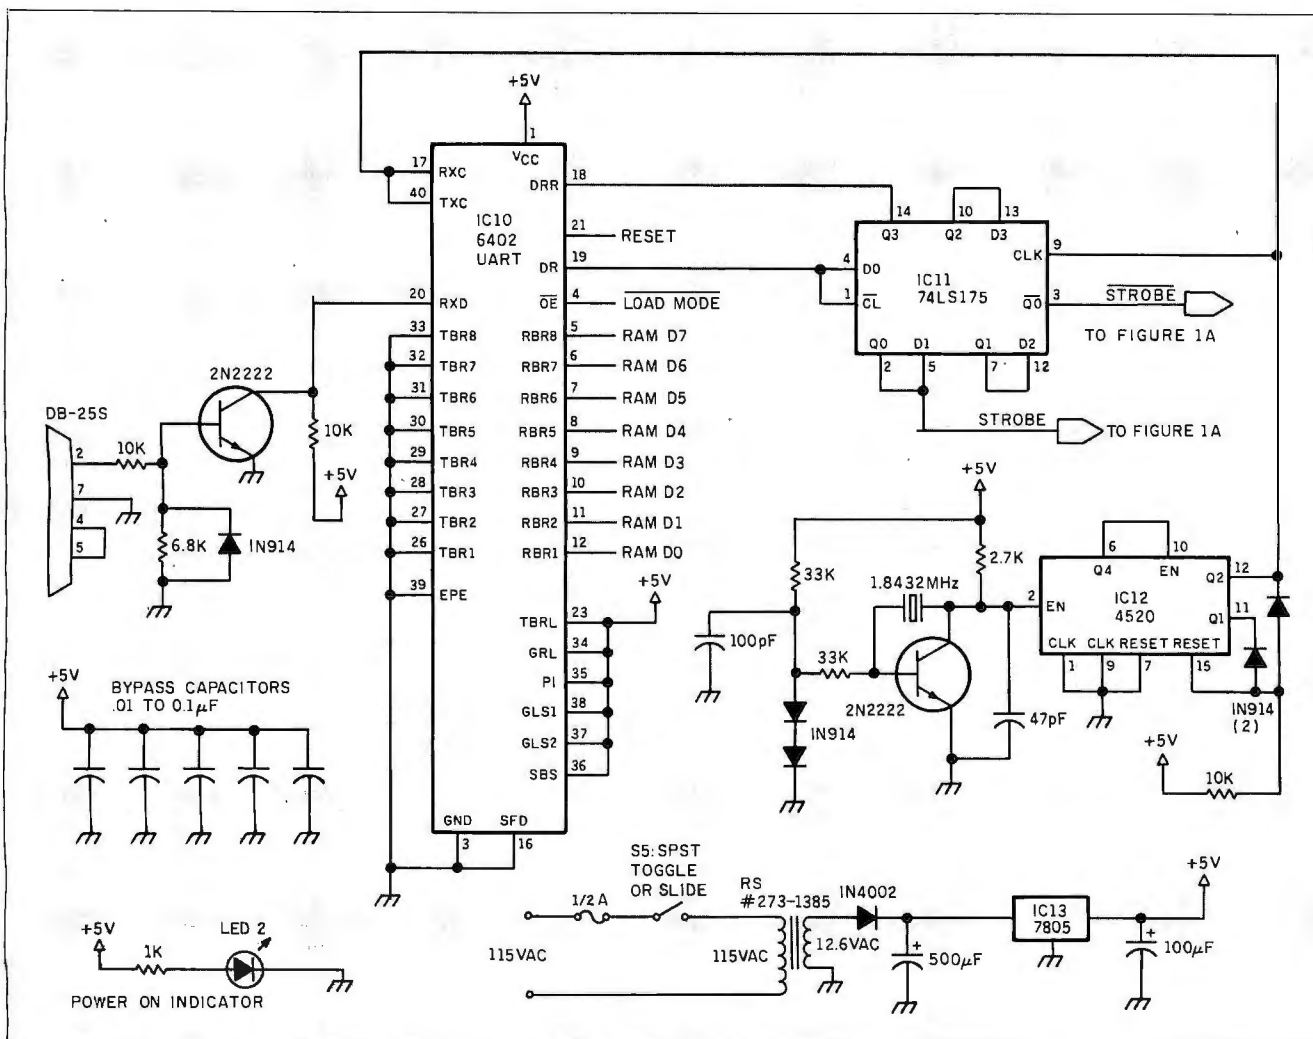 +5V
1
VCC
17 RXC
40 TXC
DRR 18
IC10
6402
UART
21 RESET
DR 19
20 RXD
OE 4 LOAD MODE
33 TBR8
RBR8 5 RAM D7
32 TBR7
RBR7 6 RAM D6
31 TBR6
RBR6 7 RAM D5
30 TBR5
RBR5 8 RAM D4
29 TBR4
RBR4 9 RAM D3
28 TBR3
RBR3 10 RAM D2
27 TBR2
RBR2 11 RAM D1
26 TBR1
RBR1 12 RAM D0
39 EPE
TBRL 23
+5V
GRL 34
PI 35
GLS1 38
GLS2 37
SBS 36
GND SFD
3 16
14 10 13
Q3 Q2 D3
CLK 9
4 D0
IC11
74LS175
1 CL
Q0 3 STROBE
TO FIGURE 1A
Q0 D1 Q1 D2
2 5 7 12
STROBE TO FIGURE 1A
DB-25S
2
7
4
5
10K
2N2222
10K
+5V
6.8K
IN914
+5V
33K
2.7K
1.8432MHz
100pF
33K
2N2222
IN914
47pF
6 10
Q4 EN
Q2 12
2 EN
IC12
4520
Q1 11
CLK CLK RESET RESET
1 9 7 15
IN914
(2)
+5V
10K
+5V
BYPASS CAPACITORS
.01 TO 0.1µF
+5V
1K
LED 2
POWER ON INDICATOR
115VAC
1/2 A
S5: SPST
TOGGLE
OR SLIDE
RS
#273-1385
115VAC
12.6VAC
IN4002
500µF
+
IC13
7805
+
100µF
+5V